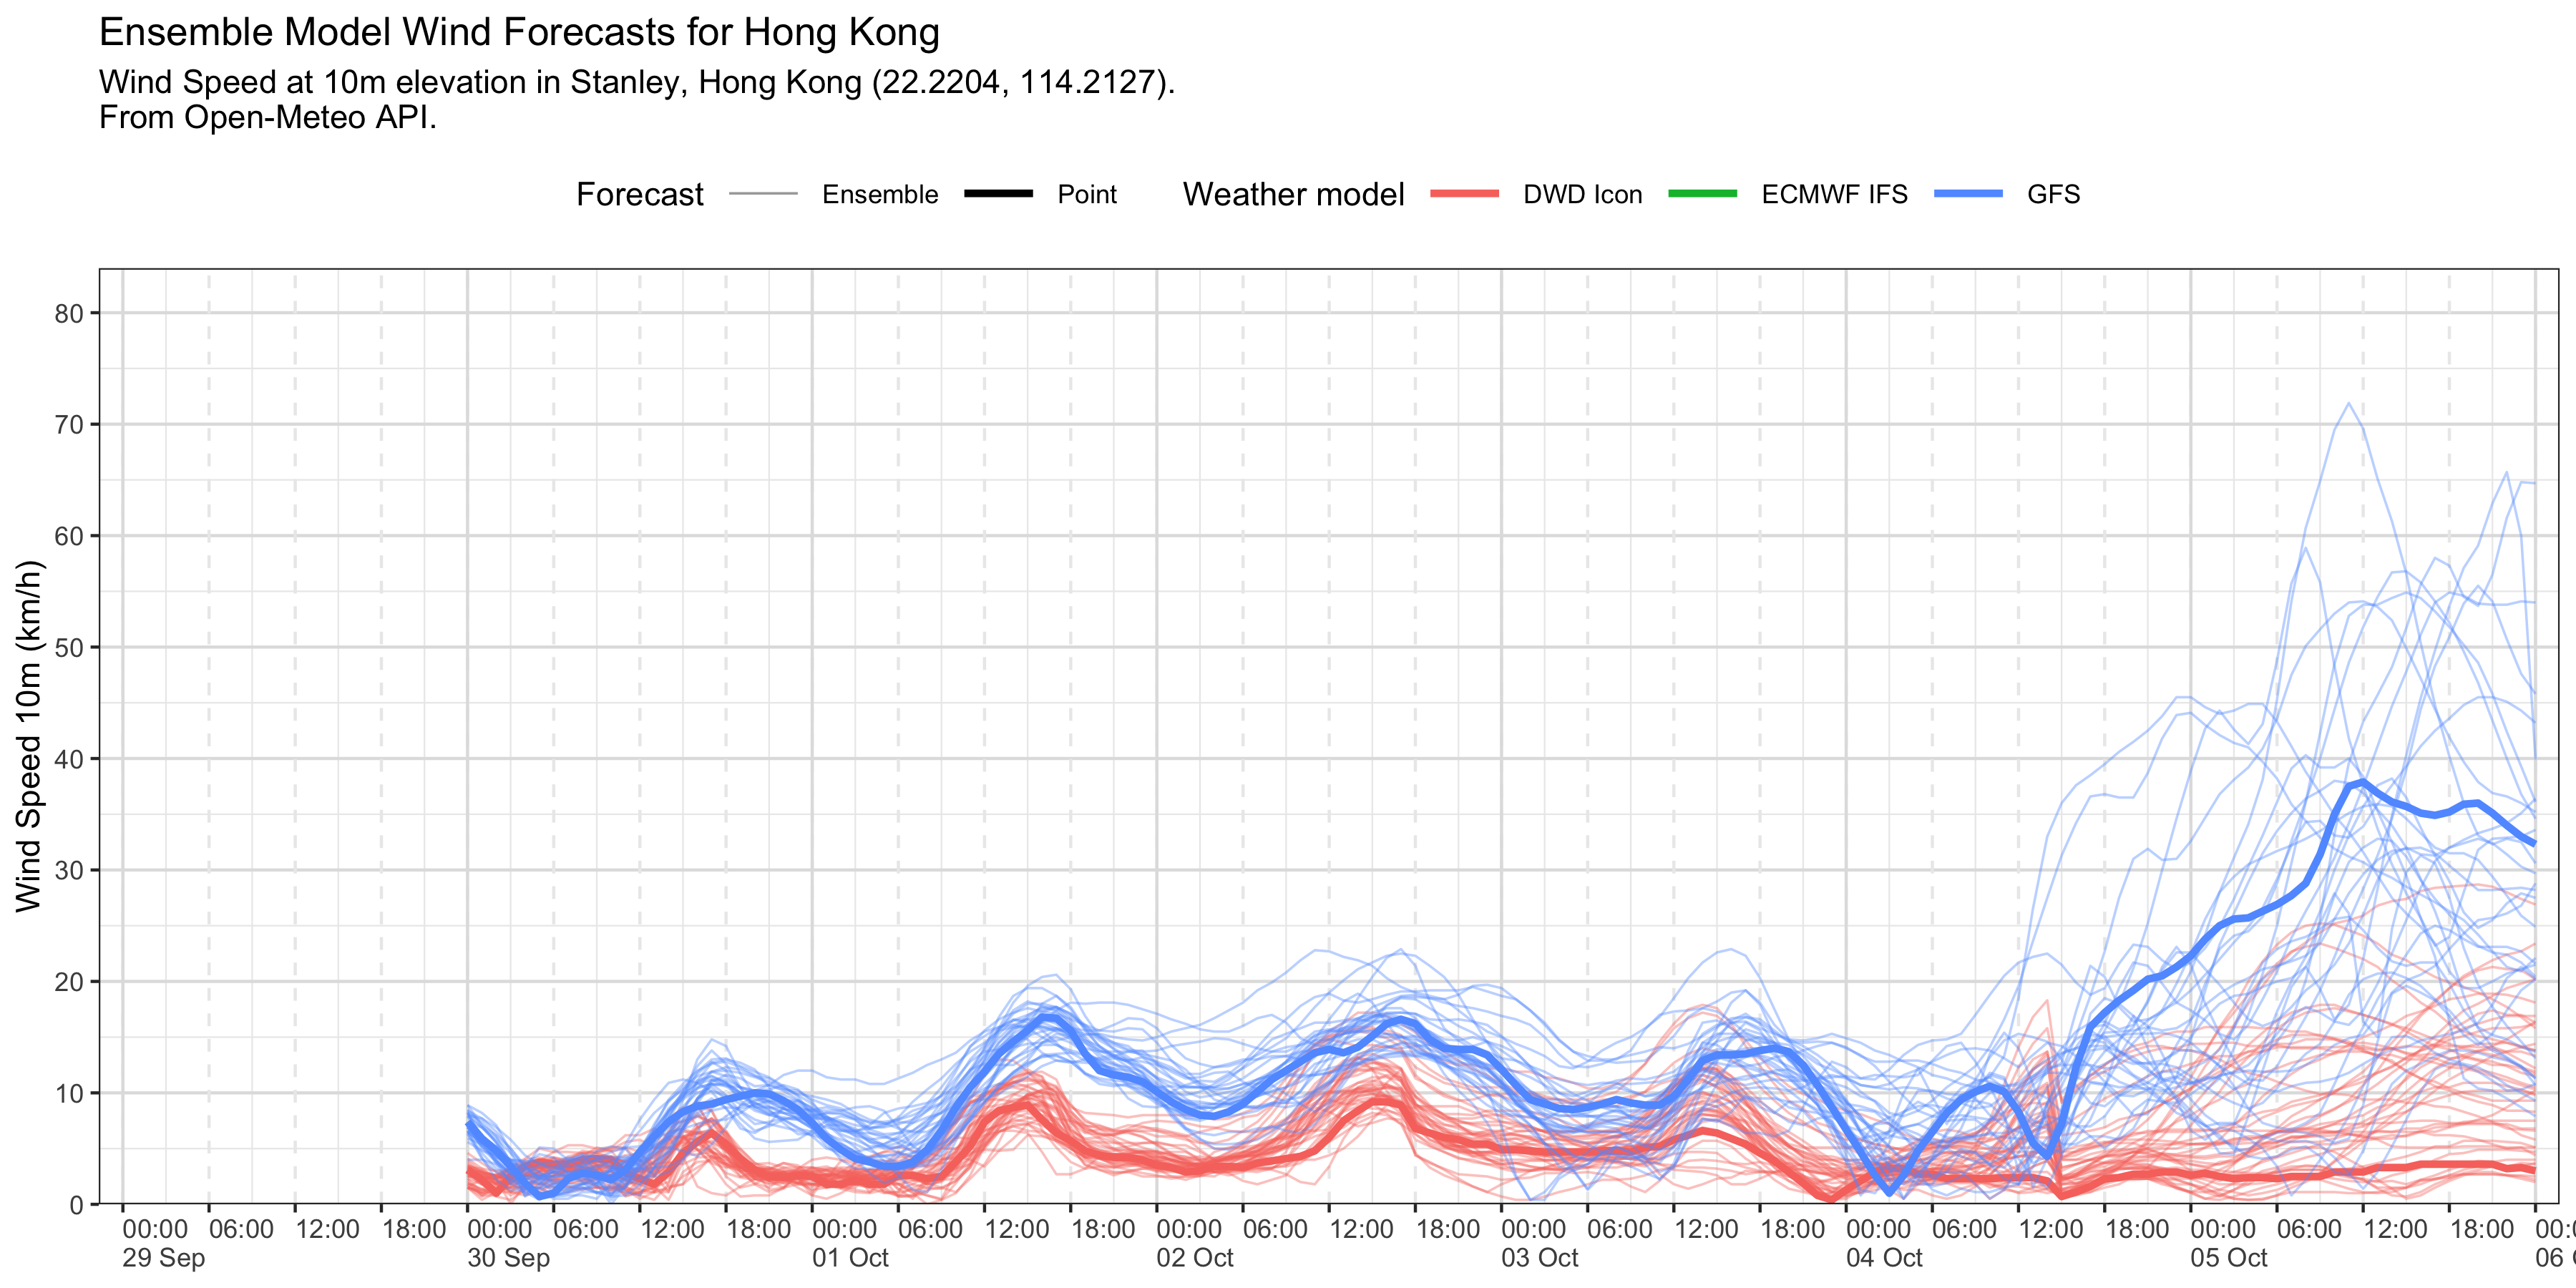 Ensemble Model Wind Forecasts for Hong Kong
Wind Speed at 10m elevation in Stanley, Hong Kong (22.2204, 114.2127).
From Open-Meteo API.
Forecast Ensemble Point Weather model DWD Icon ECMWF IFS GFS
Wind Speed 10m (km/h)
80
70
60
50
40
30
20
10
0
00:00 06:00 12:00 18:00 00:00 06:00 12:00 18:00 00:00 06:00 12:00 18:00 00:00 06:00 12:00 18:00 00:00 06:00 12:00 18:00 00:00 06:00 12:00 18:00 00:00 06:00 12:00 18:00
29 Sep 30 Sep 01 Oct 02 Oct 03 Oct 04 Oct 05 Oct 06